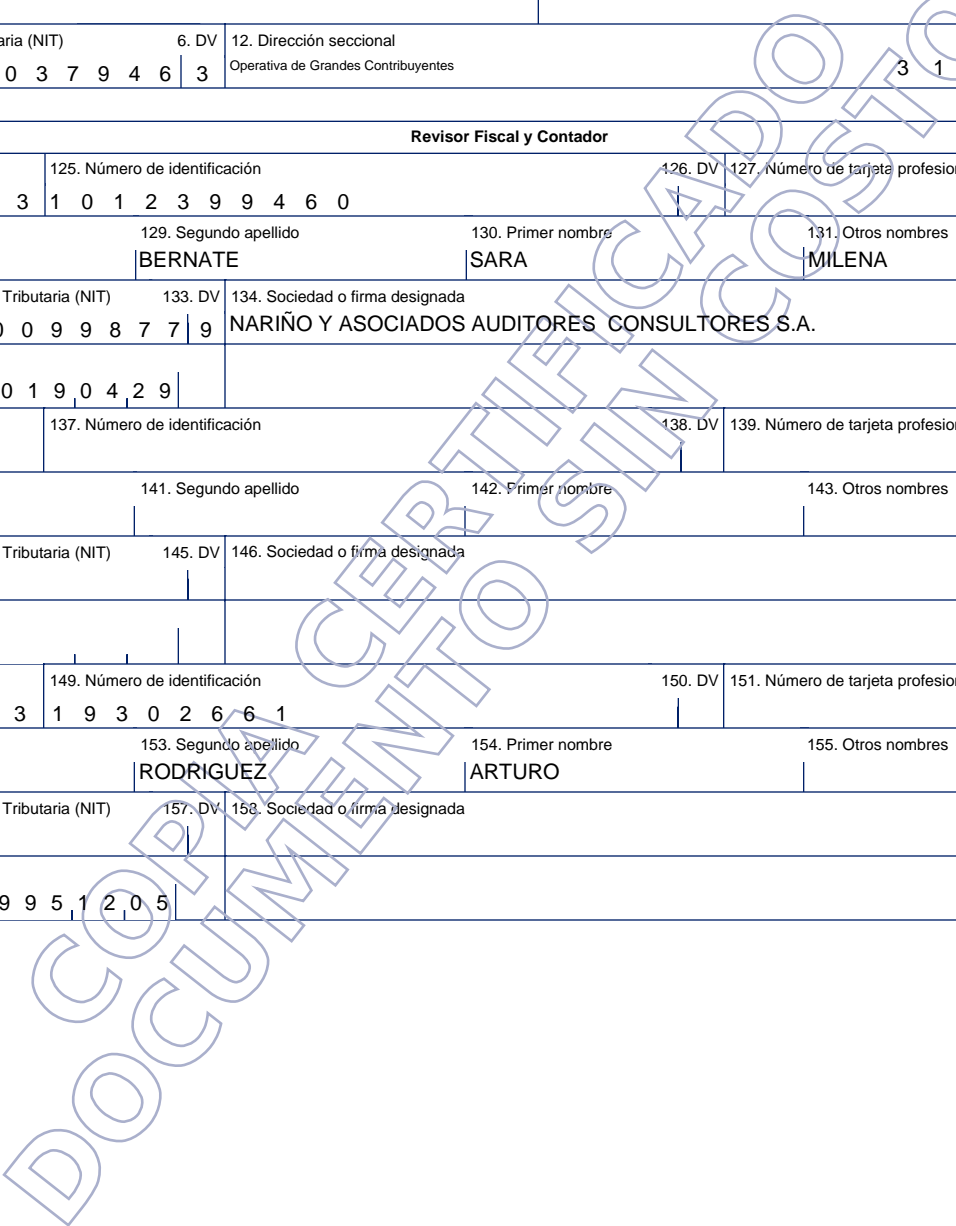 aria (NIT) 6. DV 12. Dirección seccional
0 3 7 9 4 6 3 Operativa de Grandes Contribuyentes 3 1
Revisor Fiscal y Contador
125. Número de identificación 126. DV 127. Número de tarjeta profesion
3 1 0 1 2 3 9 9 4 6 0
129. Segundo apellido 130. Primer nombre 131. Otros nombres
BERNATE SARA MILENA
Tributaria (NIT) 133. DV 134. Sociedad o firma designada
0 0 9 9 8 7 7 9 NARIÑO Y ASOCIADOS AUDITORES CONSULTORES S.A.
0 1 9 0 4 2 9
137. Número de identificación 138. DV 139. Número de tarjeta profesion
141. Segundo apellido 142. Primer nombre 143. Otros nombres
Tributaria (NIT) 145. DV 146. Sociedad o firma designada
149. Número de identificación 150. DV 151. Número de tarjeta profesion
3 1 9 3 0 2 6 6 1
153. Segundo apellido 154. Primer nombre 155. Otros nombres
RODRIGUEZ ARTURO
Tributaria (NIT) 157. DV 158. Sociedad o firma designada
9 9 5 1 2 0 5
COPIA CERTIFICADO
DOCUMENTO SIN COSTO